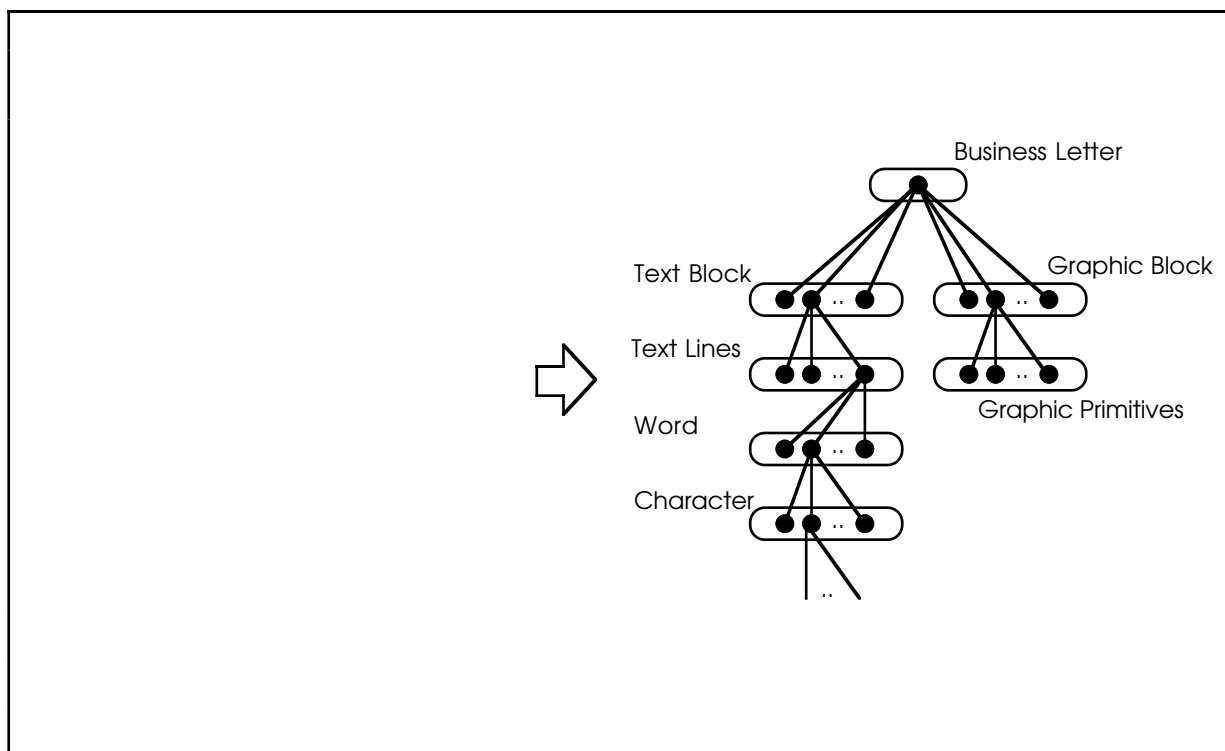 Business Letter
Text Block
Graphic Block
..
..
Text Lines
..
..
Graphic Primitives
Word
..
Character
..
..